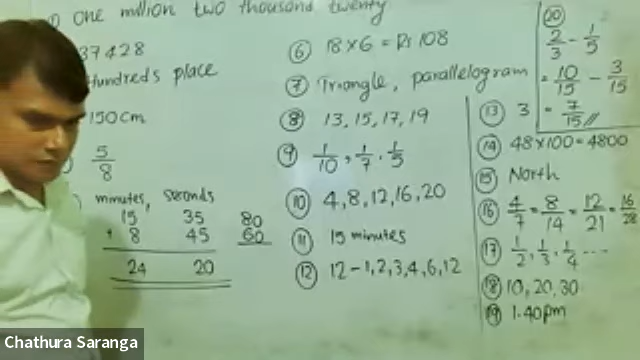 one million two thousand twenty
37428
Hundreds place
150cm
5/8
minutes, seconds
15 35 80
+ 8 45 60
24 20
⑥ 18 × 6 = Rs 108
⑦ Triangle, parallelogram
⑧ 13, 15, 17, 19
⑨ 1/10, 1/7, 1/5
⑩ 4, 8, 12, 16, 20
⑪ 15 minutes
⑫ 12 - 1, 2, 3, 4, 6, 12
⑳
2/3 - 1/5
= 10/15 - 3/15
= 7/15 //
⑬ 3
⑭ 48×100 = 4800
⑮ North
⑯ 4/7 = 8/14 = 12/21 = 16/28
⑰ 1/2, 1/3, 1/4 ...
⑱ 10, 20, 30
⑲ 1.40pm
Chathura Saranga